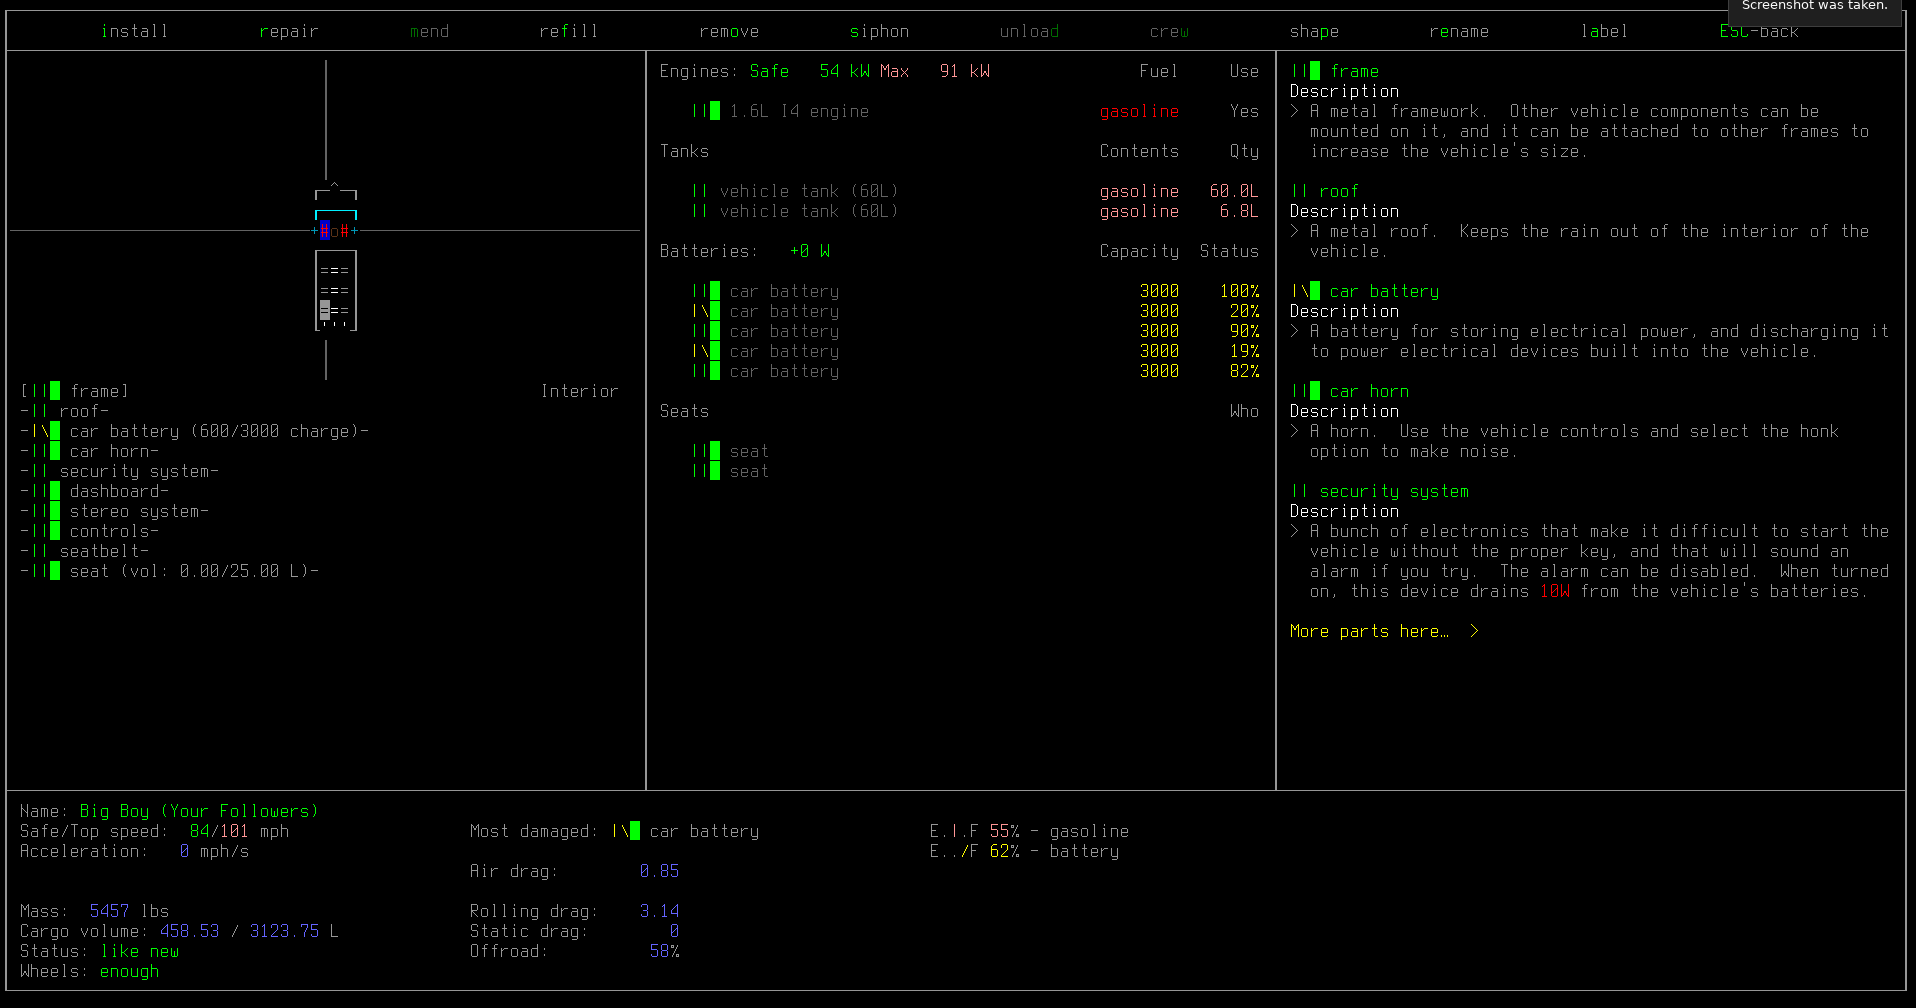 Screenshot was taken.
install repair mend refill remove siphon unload crew shape rename label ESC-back
Engines: Safe 54 kW Max 91 kW Fuel Use
|| 1.6L I4 engine gasoline Yes
Tanks Contents Qty
|| vehicle tank (60L) gasoline 60.0L
|| vehicle tank (60L) gasoline 6.8L
Batteries: +0 W Capacity Status
|| car battery 3000 100%
|\ car battery 3000 20%
|| car battery 3000 90%
|\ car battery 3000 19%
|| car battery 3000 82%
Seats Who
|| seat
|| seat
[|| frame] Interior
-|| roof-
-|\ car battery (600/3000 charge)-
-|| car horn-
-|| security system-
-|| dashboard-
-|| stereo system-
-|| controls-
-|| seatbelt-
-|| seat (vol: 0.00/25.00 L)-
|| frame
Description
> A metal framework. Other vehicle components can be
mounted on it, and it can be attached to other frames to
increase the vehicle's size.
|| roof
Description
> A metal roof. Keeps the rain out of the interior of the
vehicle.
|\ car battery
Description
> A battery for storing electrical power, and discharging it
to power electrical devices built into the vehicle.
|| car horn
Description
> A horn. Use the vehicle controls and select the honk
option to make noise.
|| security system
Description
> A bunch of electronics that make it difficult to start the
vehicle without the proper key, and that will sound an
alarm if you try. The alarm can be disabled. When turned
on, this device drains 10W from the vehicle's batteries.
More parts here… >
Name: Big Boy (Your Followers)
Safe/Top speed: 84/101 mph
Acceleration: 0 mph/s
Mass: 5457 lbs
Cargo volume: 458.53 / 3123.75 L
Status: like new
Wheels: enough
Most damaged: |\ car battery
Air drag: 0.85
Rolling drag: 3.14
Static drag: 0
Offroad: 58%
E.|.F 55% - gasoline
E../F 62% - battery